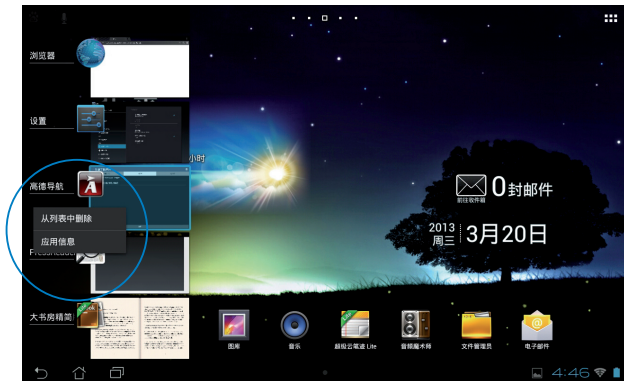 浏览器
设置
小时
高德导航
从列表中删除
应用信息
大书房精简
0封邮件
前往收件箱
2013
周三
3月20日
图库
音乐
超级云笔迹 Lite
音频魔术师
文件管理员
电子邮件
4:46